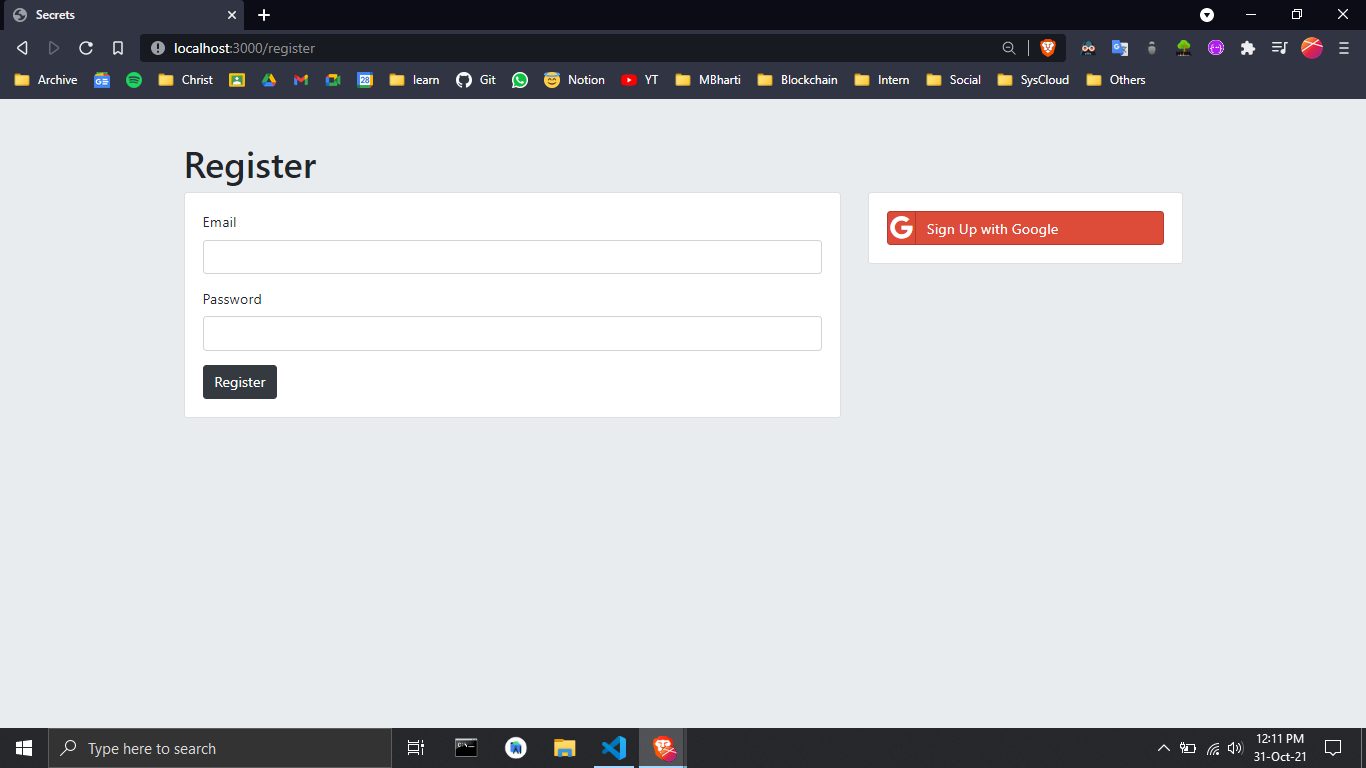 Secrets
localhost:3000/register
Archive Christ 28 learn Git Notion YT MBharti Blockchain Intern Social SysCloud Others
Register
Email
Sign Up with Google
Password
Register
Type here to search
12:11 PM
31-Oct-21